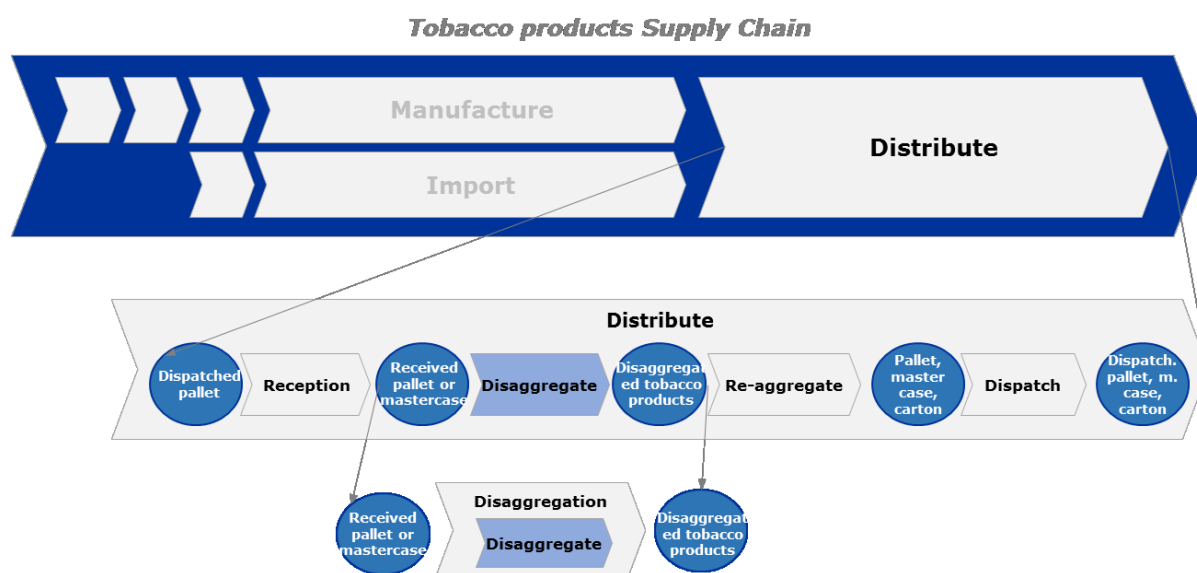 Tobacco products Supply Chain
Manufacture
Import
Distribute
Distribute
Dispatched
pallet
Reception
Received
pallet or
mastercase
Disaggregate
Disaggregat
ed tobacco
products
Re-aggregate
Pallet,
master
case,
carton
Dispatch
Dispatch.
pallet, m.
case,
carton
Received
pallet or
mastercase
Disaggregation
Disaggregate
Disaggregat
ed tobacco
products